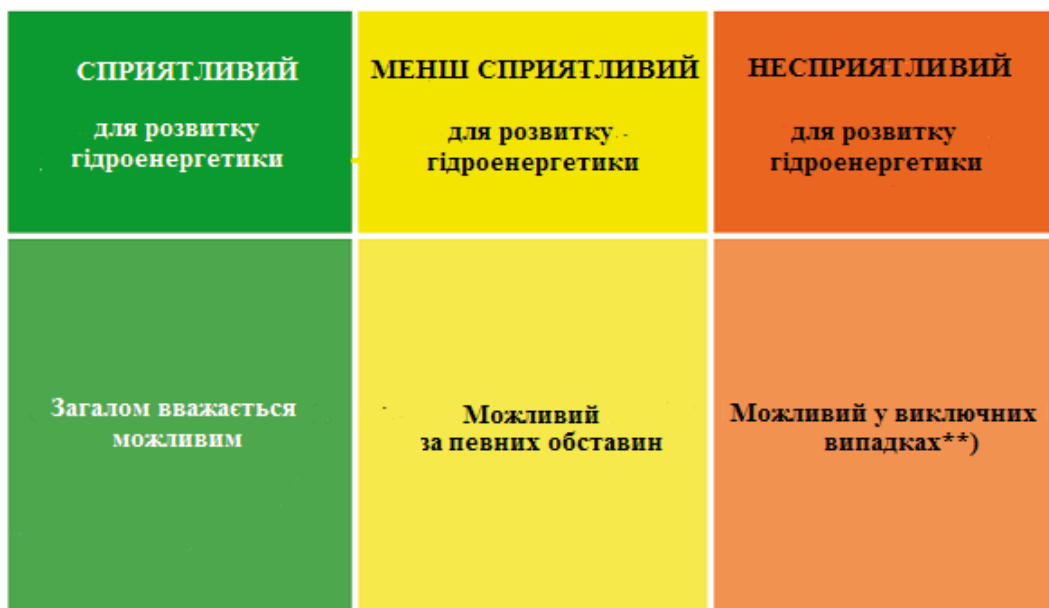 СПРИЯТЛИВИЙ
для розвитку
гідроенергетики
МЕНШ СПРИЯТЛИВИЙ
для розвитку
гідроенергетики
НЕСПРИЯТЛИВИЙ
для розвитку
гідроенергетики
Загалом вважається
можливим
Можливий
за певних обставин
Можливий у виключних
випадках**)